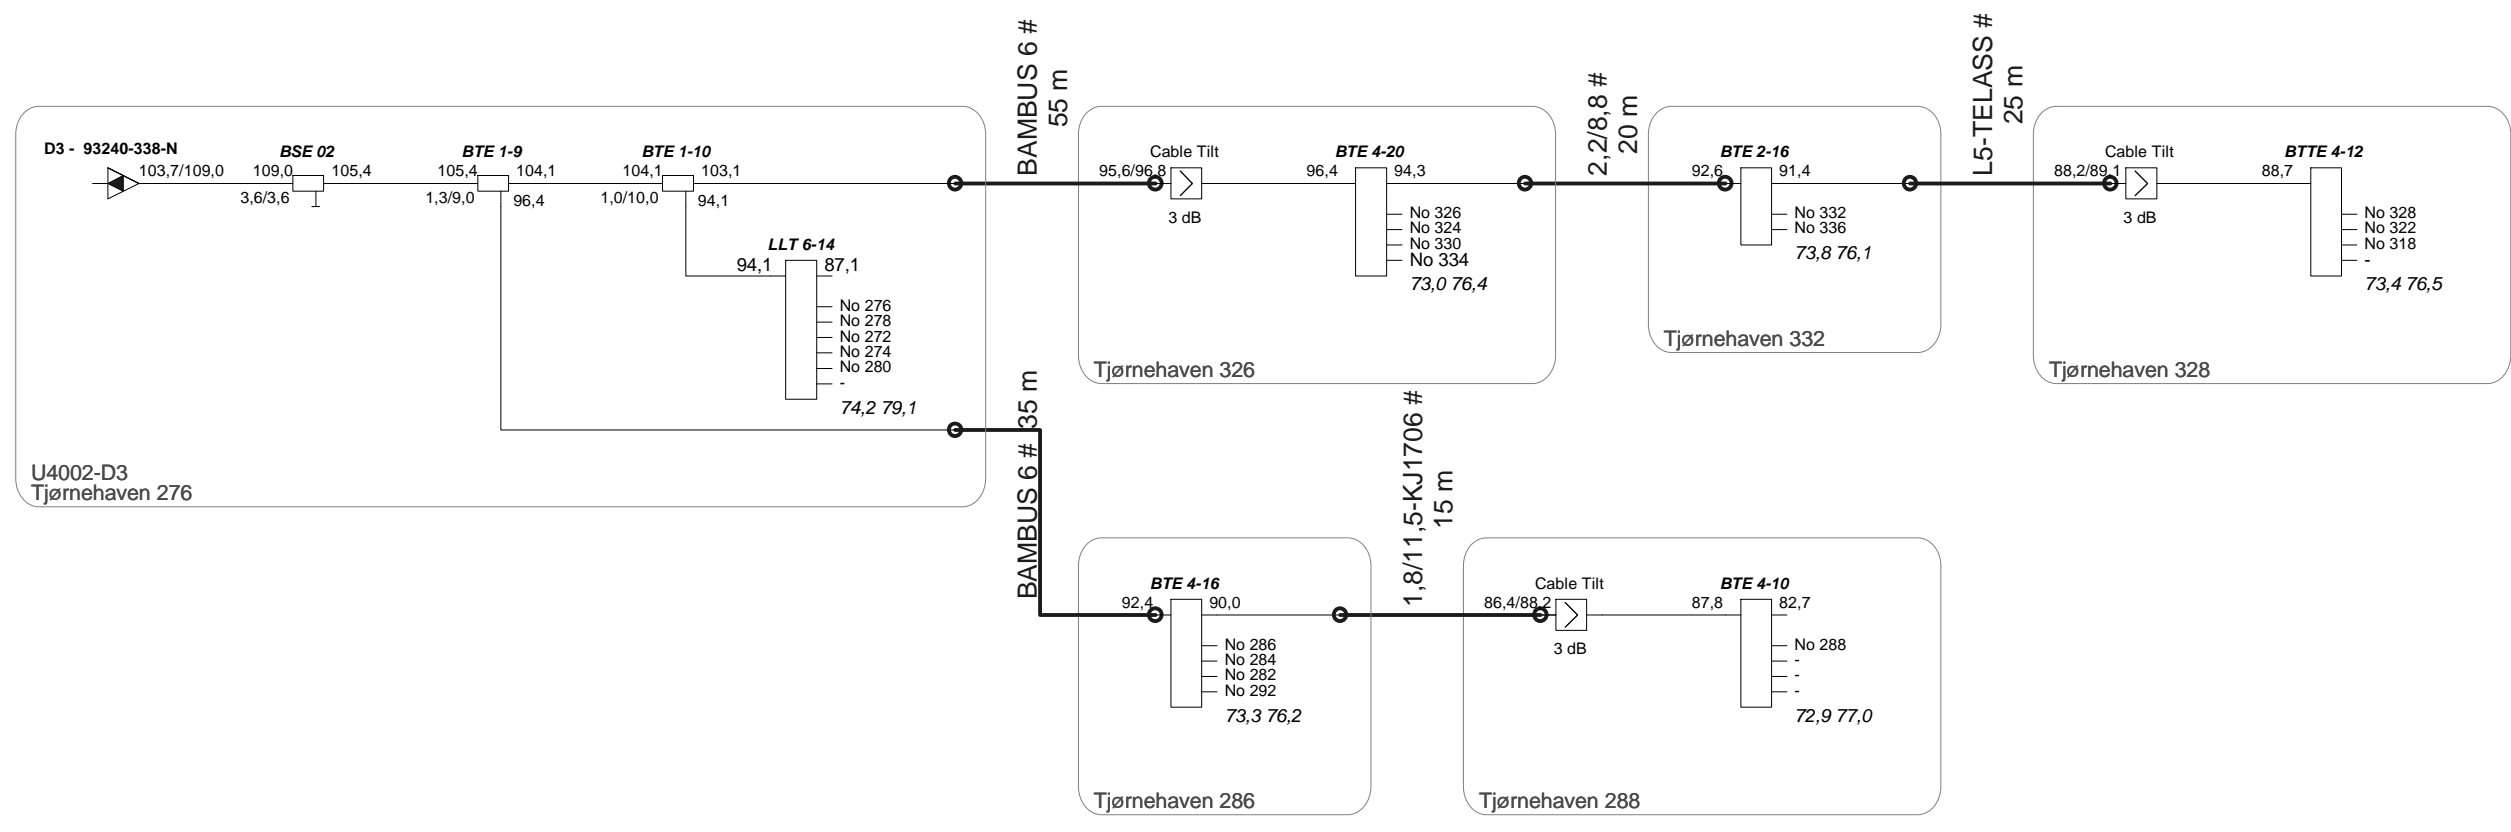 D3 - 93240-338-N
103,7/109,0
BSE 02
109,0
105,4
3,6/3,6
BTE 1-9
105,4
104,1
1,3/9,0
96,4
BTE 1-10
104,1
103,1
1,0/10,0
94,1
LLT 6-14
94,1
87,1
No 276
No 278
No 272
No 274
No 280
-
74,2 79,1
U4002-D3
Tjørnehaven 276
BAMBUS 6 #
55 m
Cable Tilt
95,6/96,8
3 dB
BTE 4-20
96,4
94,3
No 326
No 324
No 330
No 334
73,0 76,4
Tjørnehaven 326
2,2/8,8 #
20 m
BTE 2-16
92,6
91,4
No 332
No 336
73,8 76,1
Tjørnehaven 332
L5-TELASS #
25 m
Cable Tilt
88,2/89,1
3 dB
BTTE 4-12
88,7
No 328
No 322
No 318
-
73,4 76,5
Tjørnehaven 328
BAMBUS 6 # 35 m
BTE 4-16
92,4
90,0
No 286
No 284
No 282
No 292
73,3 76,2
Tjørnehaven 286
1,8/11,5-KJ1706 #
15 m
Cable Tilt
86,4/88,2
3 dB
BTE 4-10
87,8
82,7
No 288
-
-
-
72,9 77,0
Tjørnehaven 288